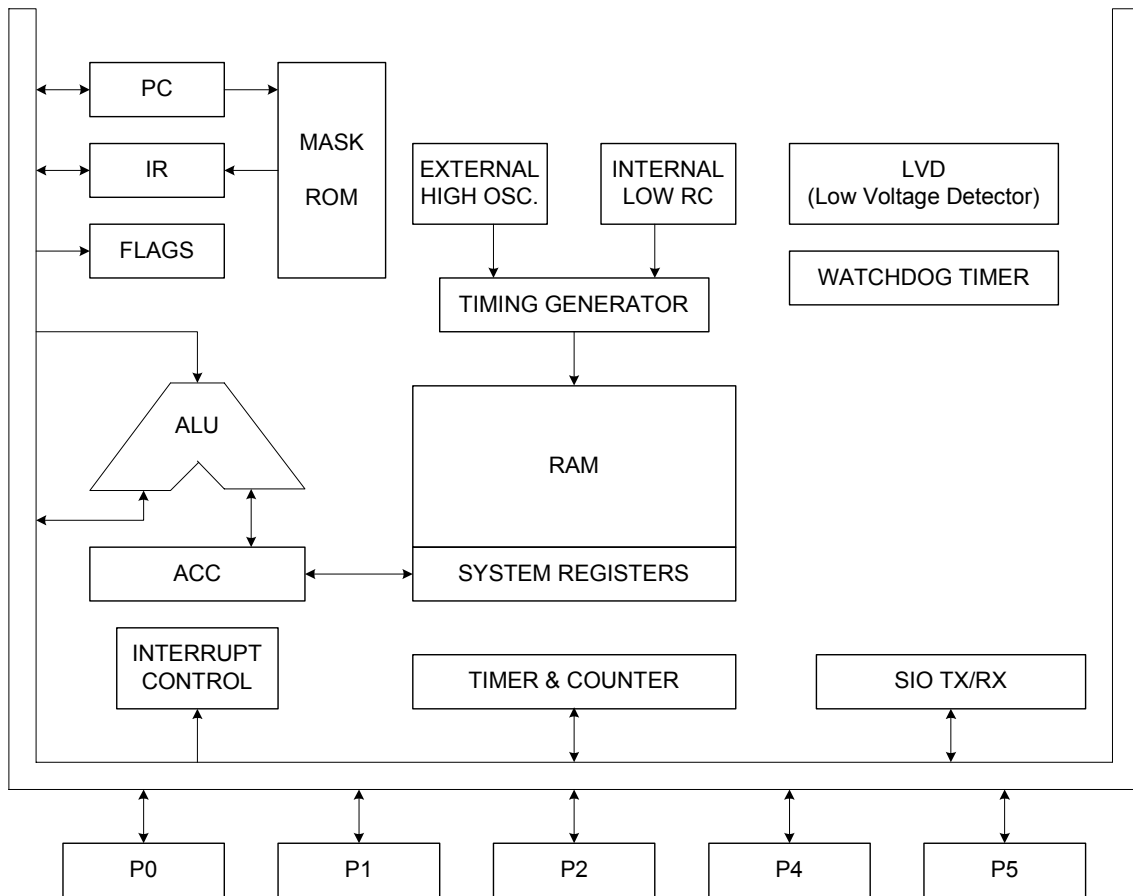 PC
MASK
ROM
IR
FLAGS
EXTERNAL
HIGH OSC.
INTERNAL
LOW RC
LVD
(Low Voltage Detector)
WATCHDOG TIMER
TIMING GENERATOR
ALU
RAM
ACC
SYSTEM REGISTERS
INTERRUPT
CONTROL
TIMER & COUNTER
SIO TX/RX
P0
P1
P2
P4
P5